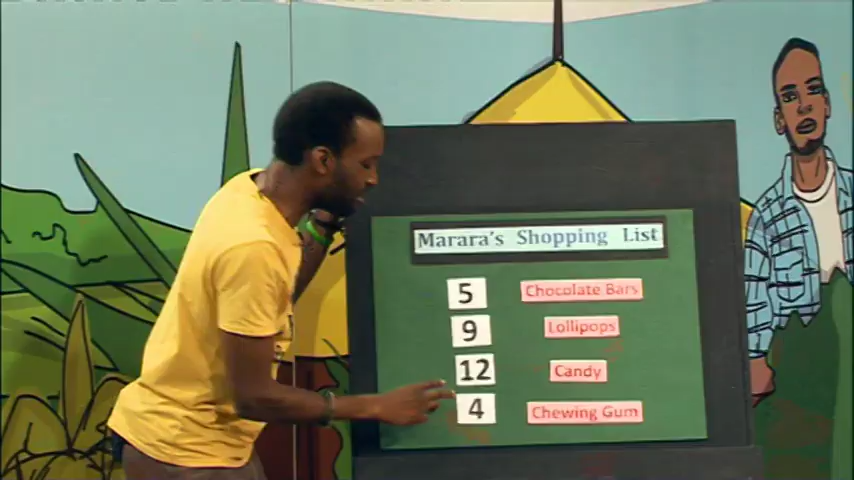 Marara's Shopping List
5 Chocolate Bars
9 Lollipops
12 Candy
4 Chewing Gum